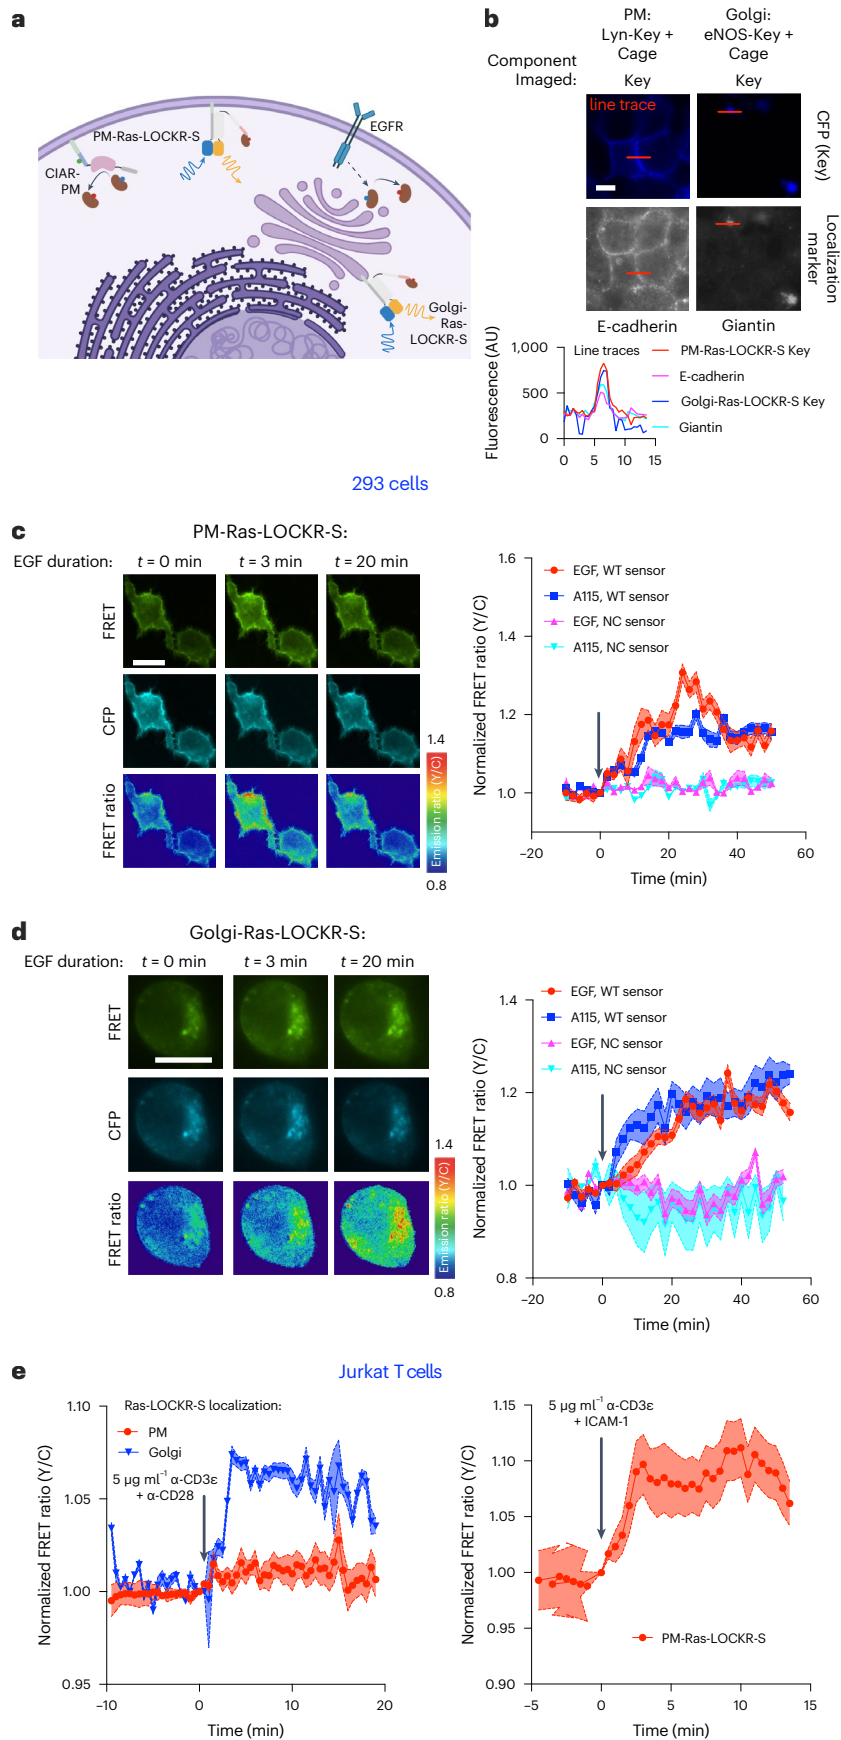 a
PM-Ras-LOCKR-S
EGFR
CIAR-
PM
Golgi-
Ras-
LOCKR-S
b
PM:
Lyn-Key +
Cage
Golgi:
eNOS-Key +
Cage
Component
Imaged:
Key
Key
line trace
CFP (Key)
Localization
marker
E-cadherin
Giantin
Fluorescence (AU)
1,000
500
0
Line traces
PM-Ras-LOCKR-S Key
E-cadherin
Golgi-Ras-LOCKR-S Key
Giantin
0 5 10 15
293 cells
c
PM-Ras-LOCKR-S:
EGF duration: t = 0 min t = 3 min t = 20 min
FRET
CFP
FRET ratio
1.4
Emission ratio (Y/C)
0.8
Normalized FRET ratio (Y/C)
1.6
1.4
1.2
1.0
EGF, WT sensor
A115, WT sensor
EGF, NC sensor
A115, NC sensor
–20 0 20 40 60
Time (min)
d
Golgi-Ras-LOCKR-S:
EGF duration: t = 0 min t = 3 min t = 20 min
FRET
CFP
FRET ratio
1.4
Emission ratio (Y/C)
0.8
Normalized FRET ratio (Y/C)
1.4
1.2
1.0
0.8
EGF, WT sensor
A115, WT sensor
EGF, NC sensor
A115, NC sensor
–20 0 20 40 60
Time (min)
e
Jurkat T cells
Normalized FRET ratio (Y/C)
1.10
1.05
1.00
0.95
Ras-LOCKR-S localization:
PM
Golgi
5 µg ml⁻¹ α-CD3ε
+ α-CD28
–10 0 10 20
Time (min)
Normalized FRET ratio (Y/C)
1.15
1.10
1.05
1.00
0.95
0.90
5 µg ml⁻¹ α-CD3ε
+ ICAM-1
PM-Ras-LOCKR-S
–5 0 5 10 15
Time (min)